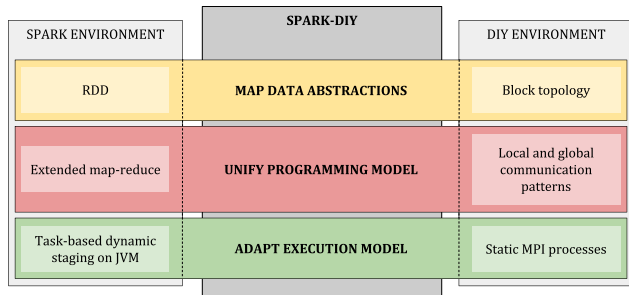 SPARK ENVIRONMENT
SPARK-DIY
DIY ENVIRONMENT
RDD
MAP DATA ABSTRACTIONS
Block topology
Extended map-reduce
UNIFY PROGRAMMING MODEL
Local and global
communication
patterns
Task-based dynamic
staging on JVM
ADAPT EXECUTION MODEL
Static MPI processes